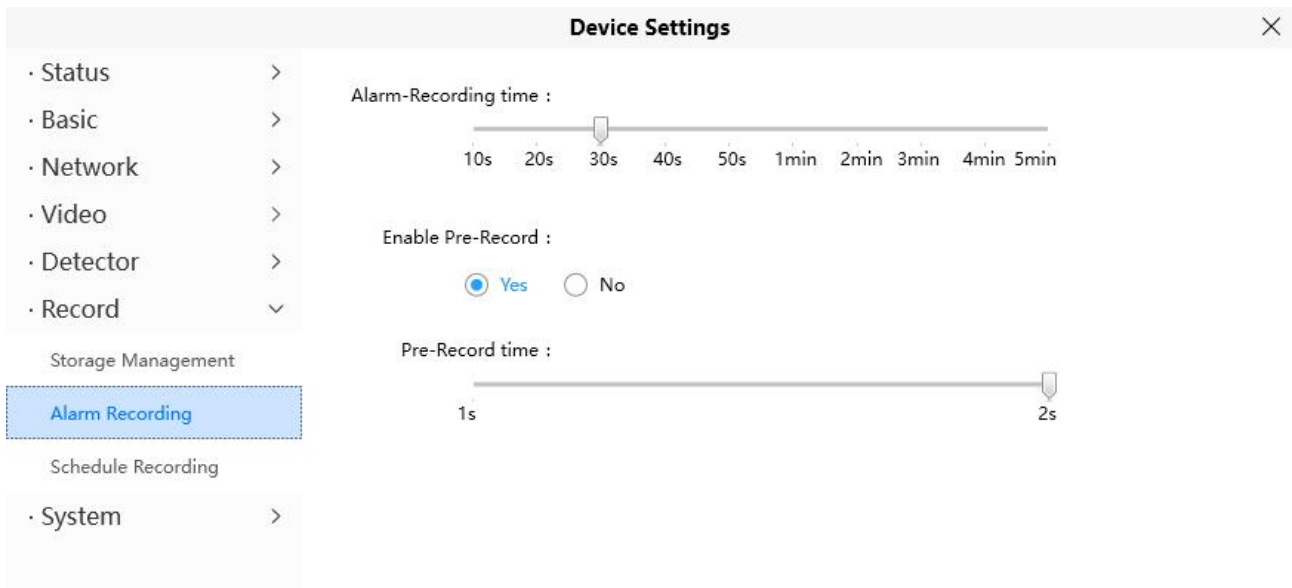 Device Settings
· Status
· Basic
· Network
· Video
· Detector
· Record
Storage Management
Alarm Recording
Schedule Recording
· System
Alarm-Recording time :
10s 20s 30s 40s 50s 1min 2min 3min 4min 5min
Enable Pre-Record :
Yes No
Pre-Record time :
1s 2s